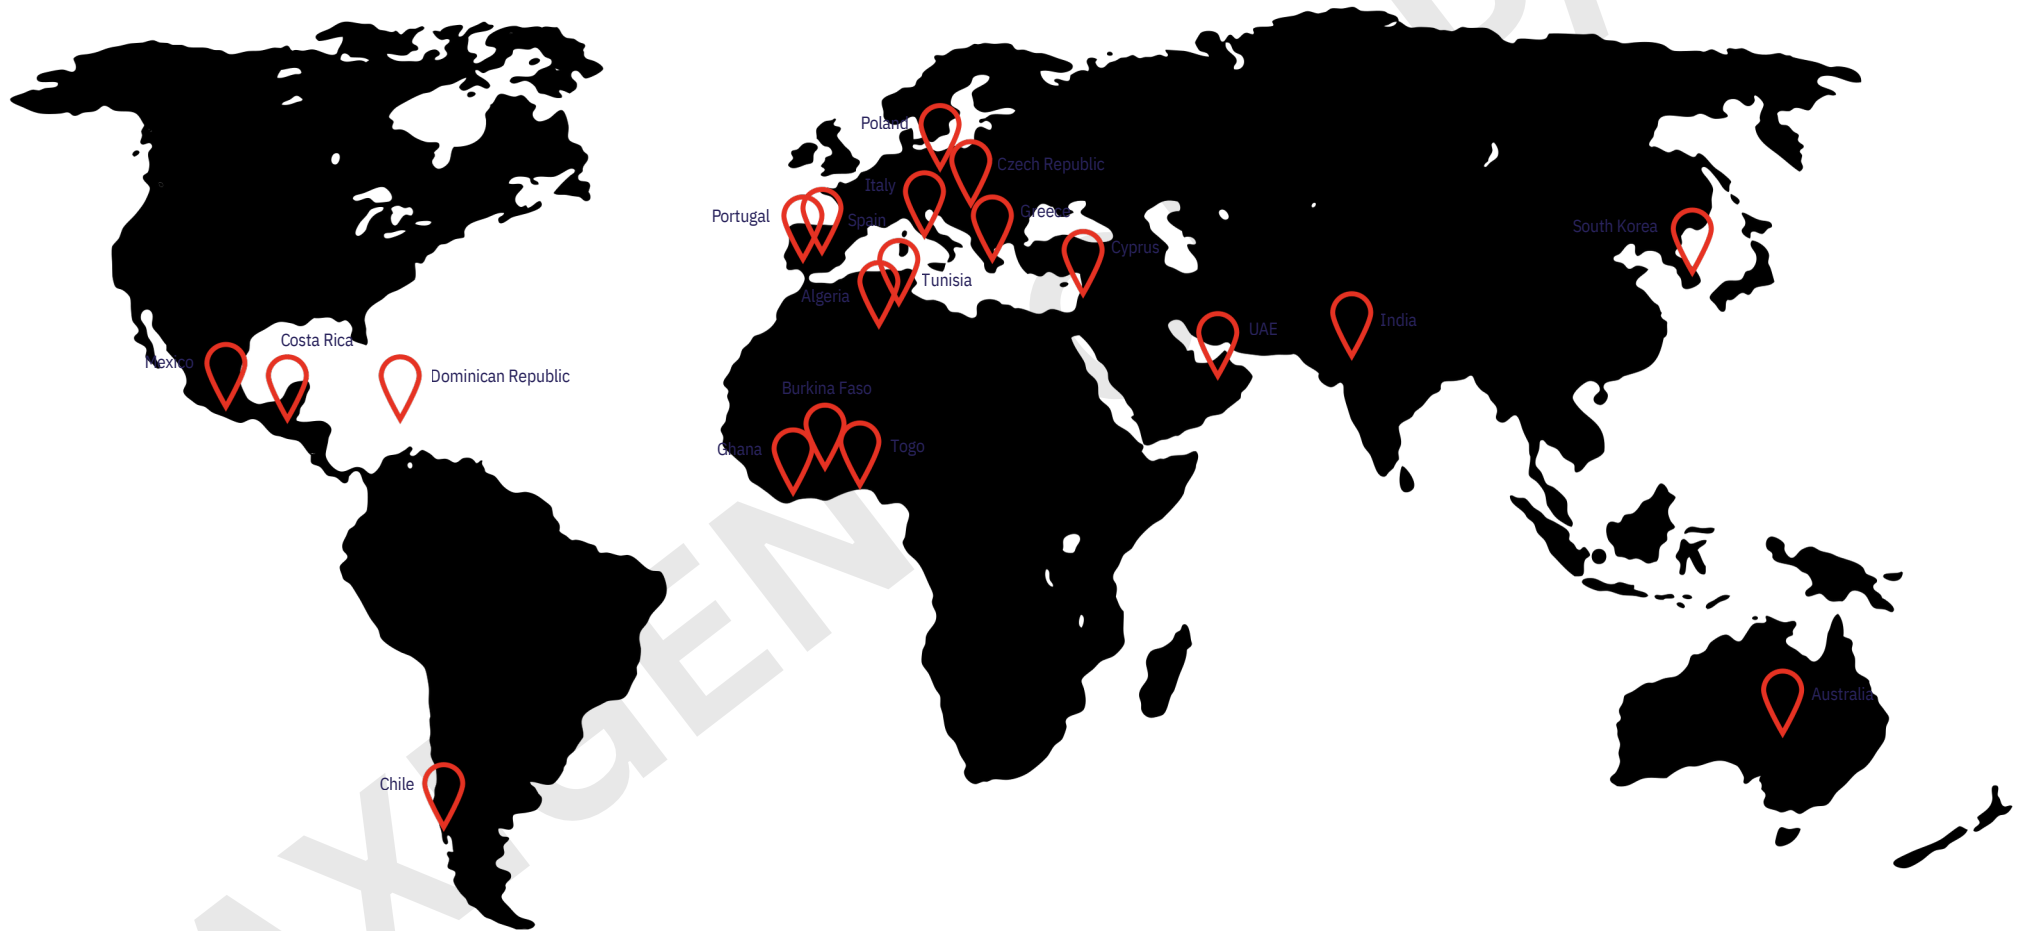 Poland
Czech Republic
Italy
Portugal
Spain
Greece
South Korea
Cyprus
Tunisia
Algeria
India
UAE
Costa Rica
Mexico
Dominican Republic
Burkina Faso
Ghana
Togo
Australia
Chile